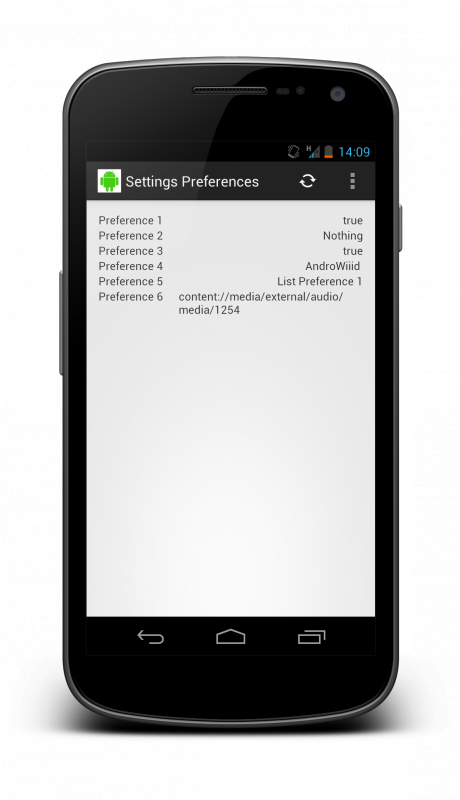 H 14:09
Settings Preferences
Preference 1 true
Preference 2 Nothing
Preference 3 true
Preference 4 AndroWiiid
Preference 5 List Preference 1
Preference 6 content://media/external/audio/
media/1254